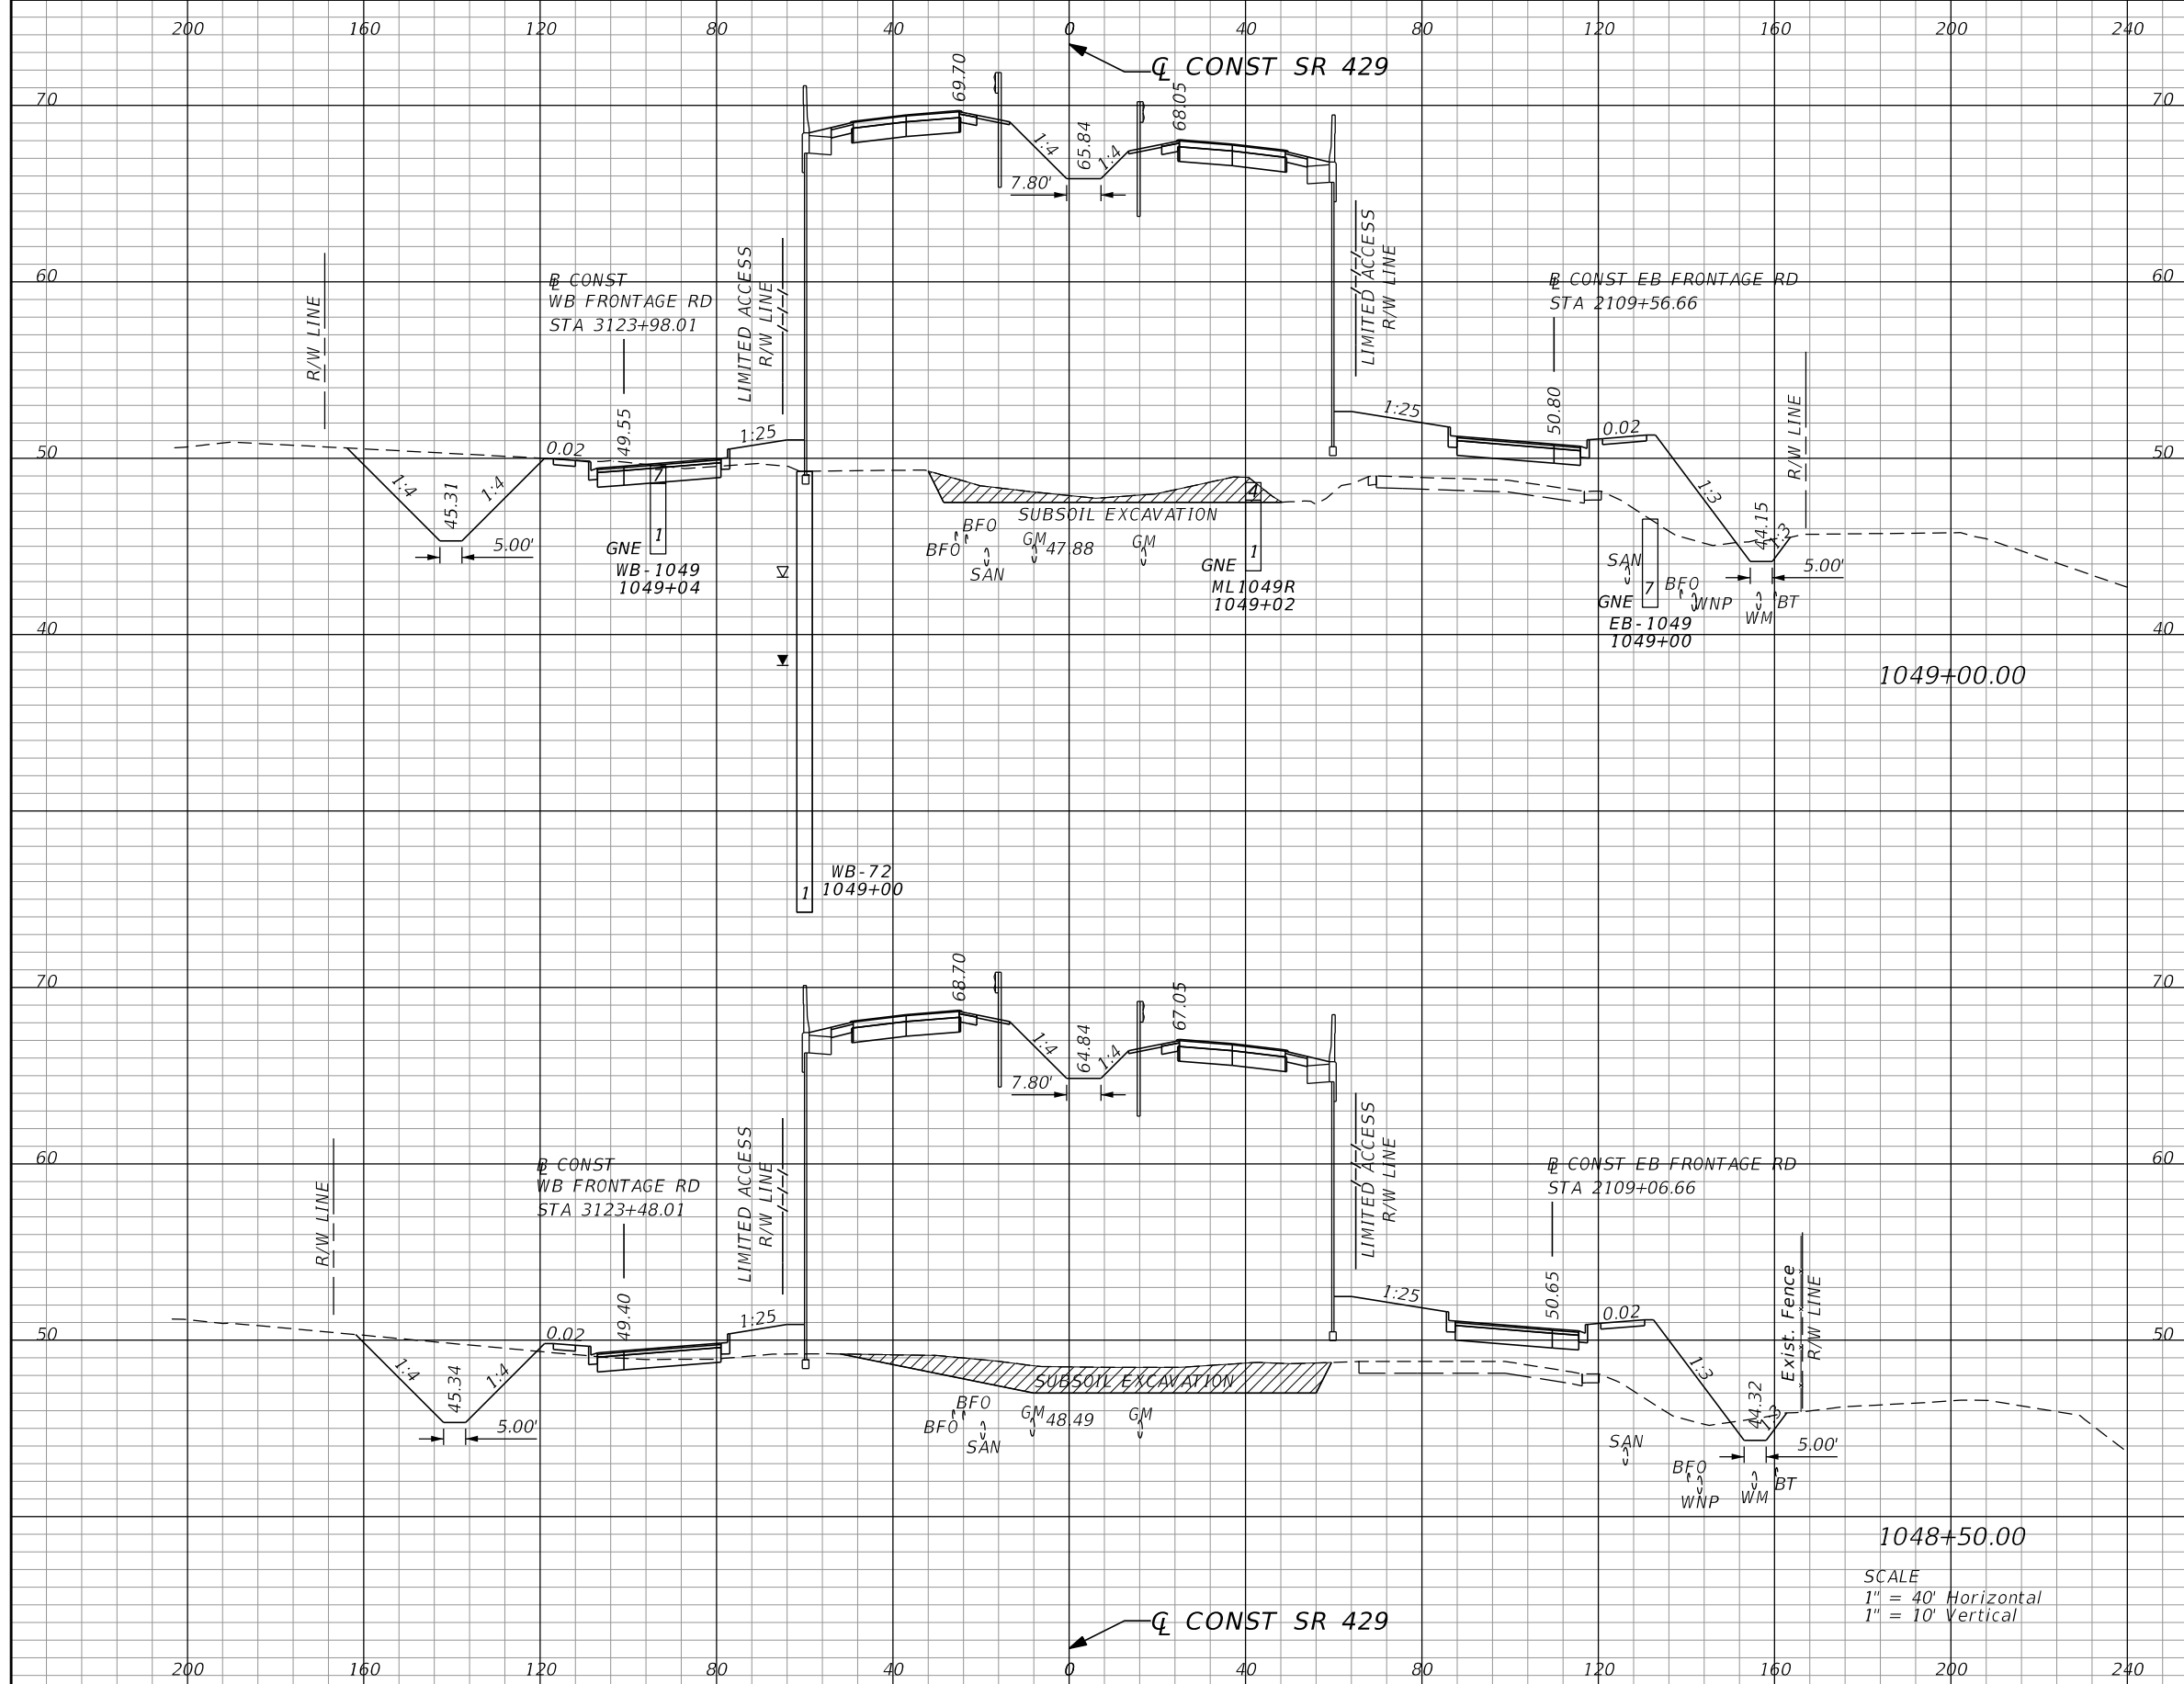 200 160 120 80 40 0 40 80 120 160 200 240
℄ CONST SR 429
70 69.70 68.05 70
1:4 65.84 1:4
7.80'
60 60
R/W LINE
B̲L CONST
WB FRONTAGE RD
STA 3123+98.01
LIMITED ACCESS
R/W LINE
LIMITED ACCESS
R/W LINE
B̲L CONST EB FRONTAGE RD
STA 2109+56.66
R/W LINE
50 50
1:4 45.31 1:4
5.00'
0.02 49.55 1:25
7
1
GNE
WB-1049
1049+04
SUBSOIL EXCAVATION
BFO BFO SAN GM 47.88 GM
4
1
GNE
ML1049R
1049+02
1:25 50.80 0.02
1:3 44.15 1:3
5.00'
SAN
7
GNE
EB-1049
1049+00
BFO WNP WM BT
40 40
1049+00.00
WB-72
1049+00
1
70 68.70 67.05 70
1:4 64.84 1:4
7.80'
60 60
R/W LINE
B̲L CONST
WB FRONTAGE RD
STA 3123+48.01
LIMITED ACCESS
R/W LINE
LIMITED ACCESS
R/W LINE
B̲L CONST EB FRONTAGE RD
STA 2109+06.66
Exist. Fence
R/W LINE
50 50
1:4 45.34 1:4
5.00'
0.02 49.40 1:25
SUBSOIL EXCAVATION
BFO BFO SAN GM 48.49 GM
1:25 50.65 0.02
1:3 44.32 1:3
5.00'
SAN BFO WNP WM BT
1048+50.00
SCALE
1" = 40' Horizontal
1" = 10' Vertical
℄ CONST SR 429
200 160 120 80 40 0 40 80 120 160 200 240